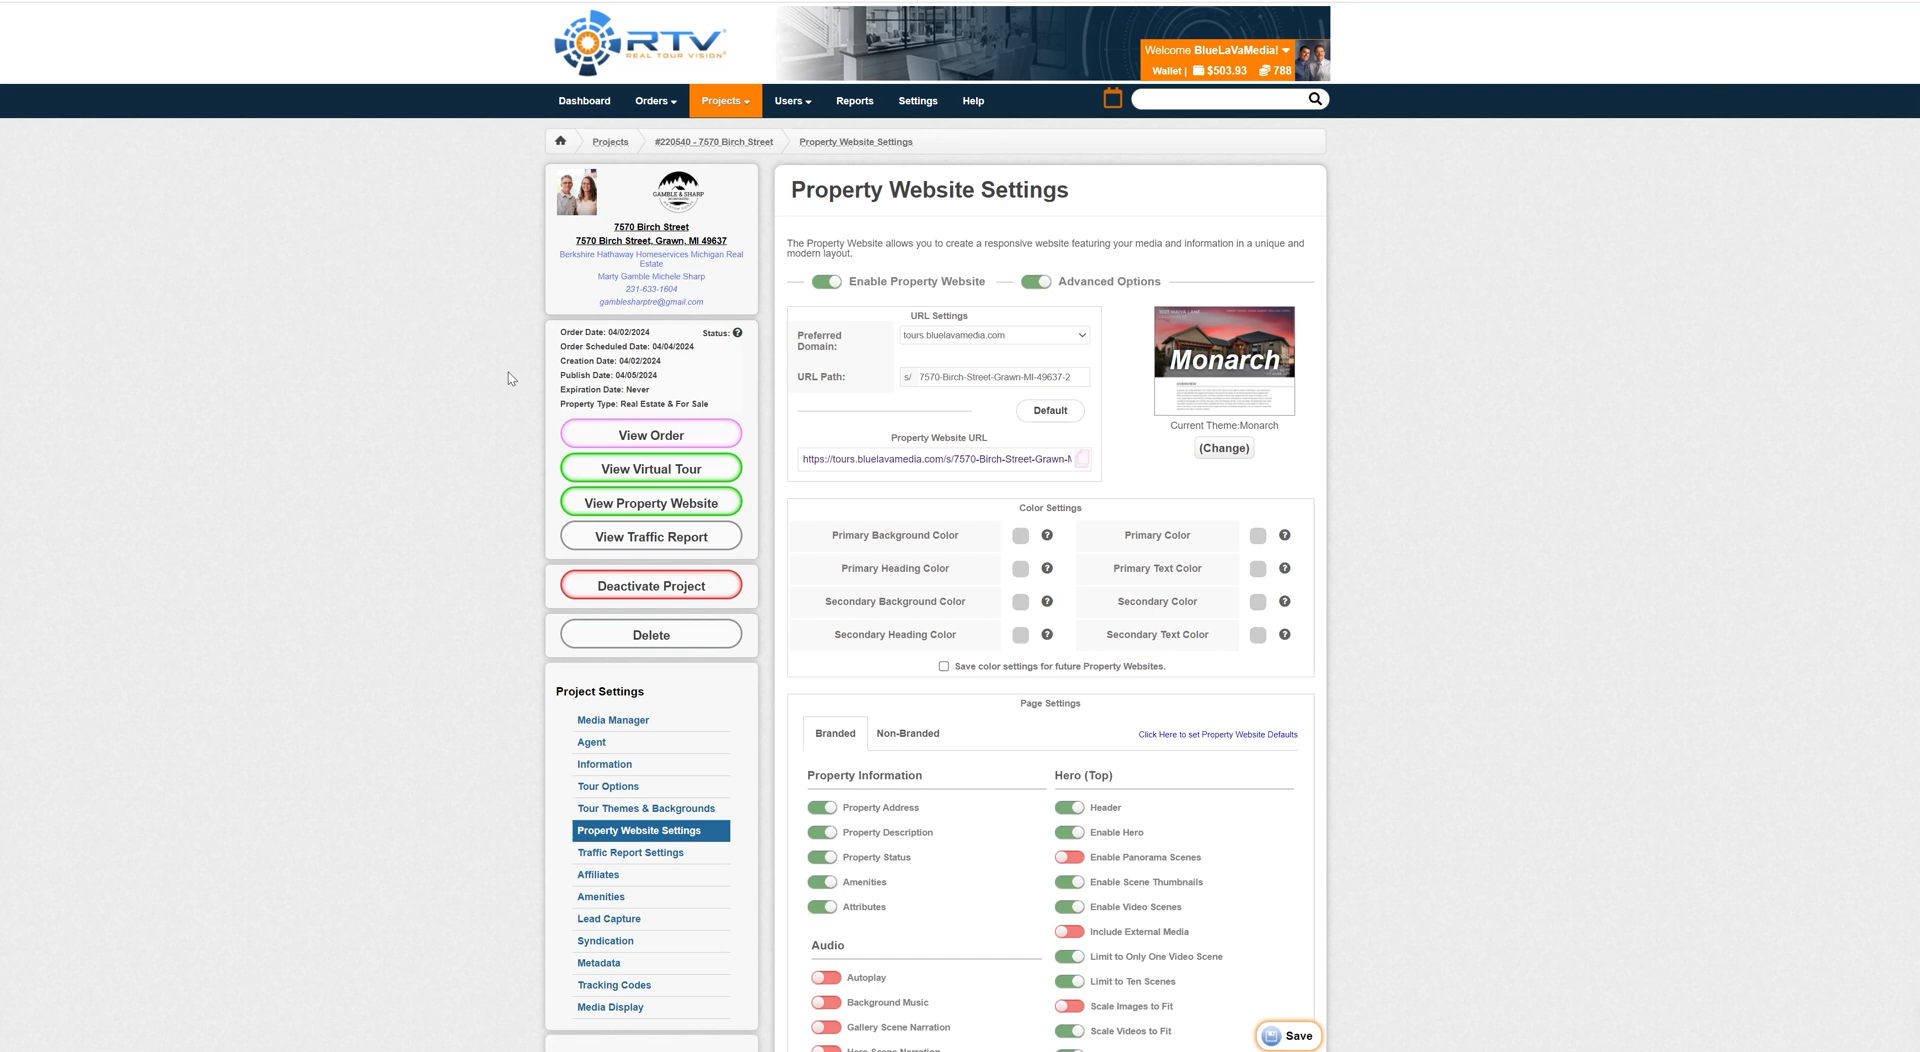 RTV
REAL TOUR VISION
Welcome BlueLaVaMedia!
Wallet | $503.93 788
Dashboard Orders Projects Users Reports Settings Help
Projects #220540 - 7570 Birch Street Property Website Settings
GAMBLE & SHARP
7570 Birch Street
7570 Birch Street, Grawn, MI 49637
Berkshire Hathaway Homeservices Michigan Real
Estate
Marty Gamble Michele Sharp
231-633-1604
gamblesharptre@gmail.com
Order Date: 04/02/2024 Status:
Order Scheduled Date: 04/04/2024
Creation Date: 04/02/2024
Publish Date: 04/05/2024
Expiration Date: Never
Property Type: Real Estate & For Sale
View Order
View Virtual Tour
View Property Website
View Traffic Report
Deactivate Project
Delete
Project Settings
Media Manager
Agent
Information
Tour Options
Tour Themes & Backgrounds
Property Website Settings
Traffic Report Settings
Affiliates
Amenities
Lead Capture
Syndication
Metadata
Tracking Codes
Media Display
Property Website Settings
The Property Website allows you to create a responsive website featuring your media and information in a unique and
modern layout.
Enable Property Website Advanced Options
URL Settings
Preferred
Domain:
tours.bluelavamedia.com
URL Path: s/ 7570-Birch-Street-Grawn-MI-49637-2
Default
Property Website URL
https://tours.bluelavamedia.com/s/7570-Birch-Street-Grawn-M
Monarch
Current Theme:Monarch
(Change)
Color Settings
Primary Background Color Primary Color
Primary Heading Color Primary Text Color
Secondary Background Color Secondary Color
Secondary Heading Color Secondary Text Color
Save color settings for future Property Websites.
Page Settings
Branded Non-Branded Click Here to set Property Website Defaults
Property Information
Property Address
Property Description
Property Status
Amenities
Attributes
Audio
Autoplay
Background Music
Gallery Scene Narration
Hero Scene Narration
Hero (Top)
Header
Enable Hero
Enable Panorama Scenes
Enable Scene Thumbnails
Enable Video Scenes
Include External Media
Limit to Only One Video Scene
Limit to Ten Scenes
Scale Images to Fit
Scale Videos to Fit
Save